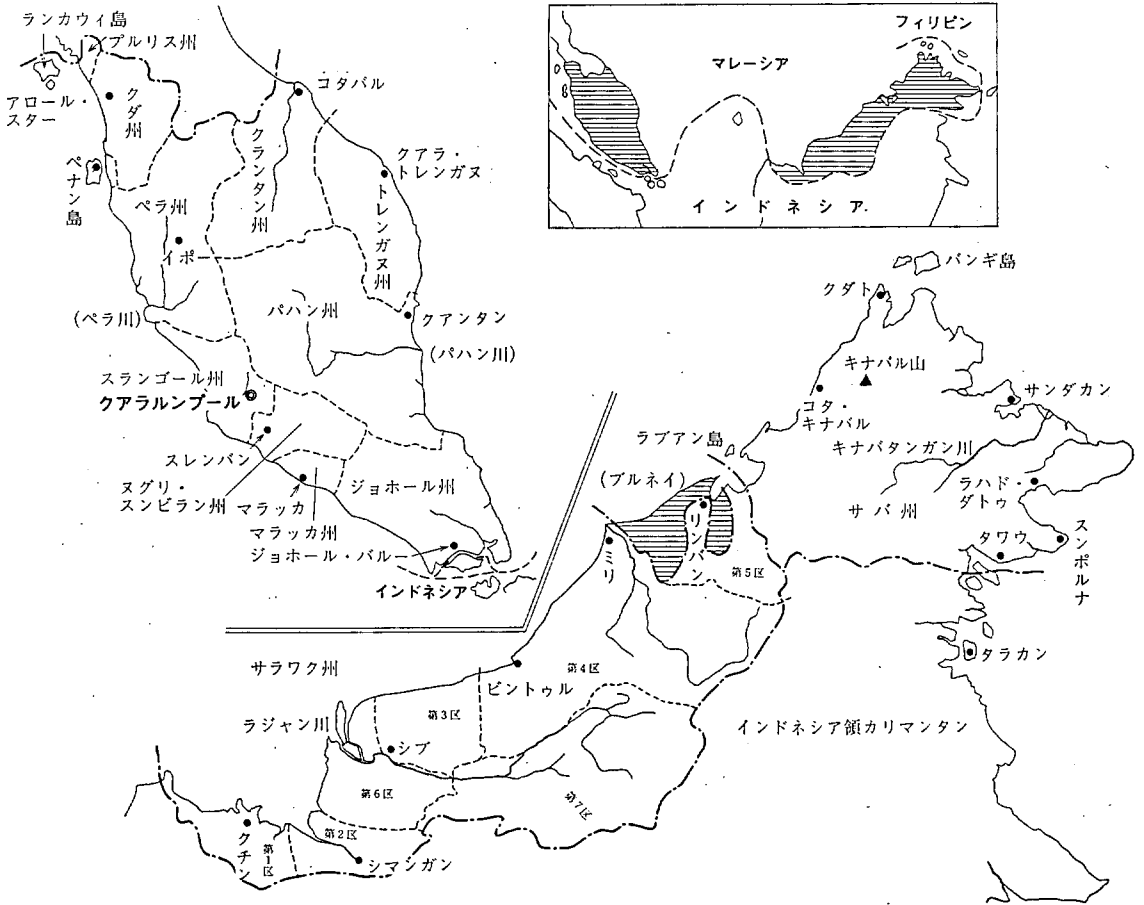 ランカウィ島
プルリス州
アロール・
スター
クダ州
コタバル
クランタン州
クアラ・
トレンガヌ
ペナン島
ペラ州
イポー
トレンガヌ州
パハン州
クアンタン
(ペラ川)
(パハン川)
スランゴール州
クアラルンプール
スレンバン
ヌグリ・
スンビラン州
マラッカ
マラッカ州
ジョホール州
ジョホール・バルー
インドネシア
フィリピン
マレーシア
インドネシア
バンギ島
クダト
キナバル山
コタ・
キナバル
サンダカン
ラブアン島
キナバタンガン川
(ブルネイ)
ラハド・
ダトゥ
サバ州
リンバン
ミリ
タワウ
スンポルナ
第5区
タラカン
サラワク州
ビントゥル
第4区
ラジャン川
第3区
シブ
インドネシア領カリマンタン
第6区
第7区
第2区
クチン
第1区
シマンガン